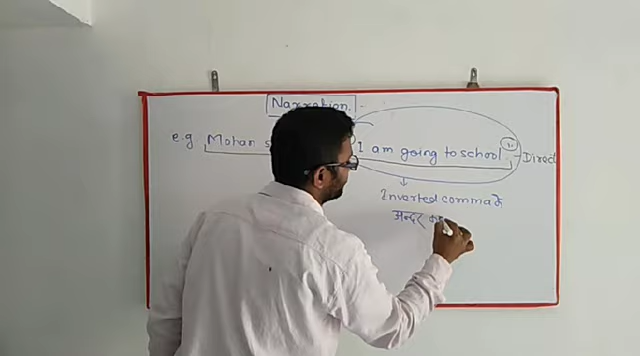 Narration.
e.g Mohan I am going to school." - Direct
Inverted comma के
अन्दर